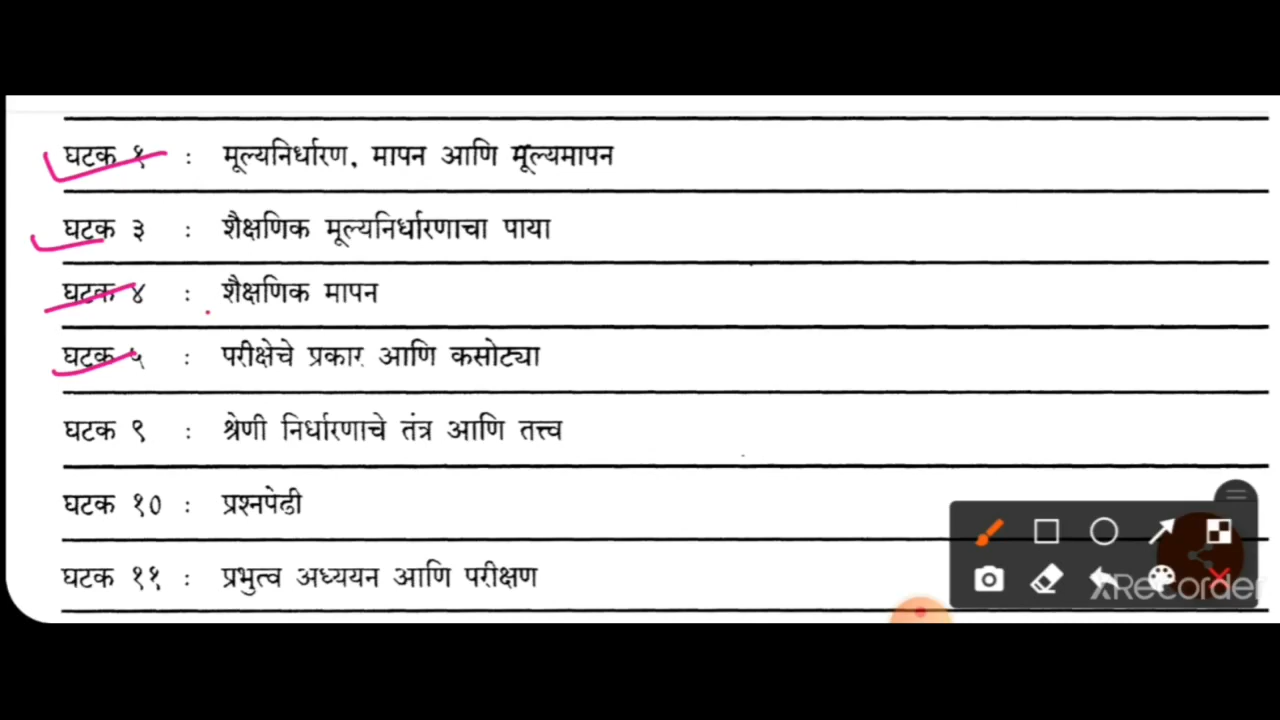 घटक १ : मूल्यनिर्धारण, मापन आणि मूल्यमापन
घटक ३ : शैक्षणिक मूल्यनिर्धारणाचा पाया
घटक ४ : शैक्षणिक मापन
घटक ५ : परीक्षेचे प्रकार आणि कसोट्या
घटक ९ : श्रेणी निर्धारणाचे तंत्र आणि तत्त्व
घटक १० : प्रश्नपेढी
घटक ११ : प्रभुत्व अध्ययन आणि परीक्षण
XRecorder